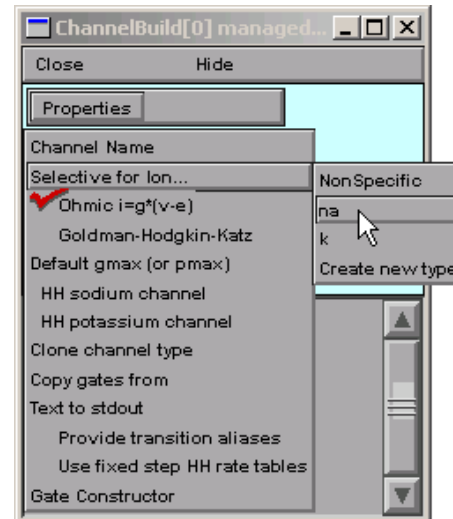 ChannelBuild[0] managed...
Close Hide
Properties
Channel Name
Selective for Ion...
Ohmic i=g*(v-e)
Goldman-Hodgkin-Katz
Default gmax (or pmax)
HH sodium channel
HH potassium channel
Clone channel type
Copy gates from
Text to stdout
Provide transition aliases
Use fixed step HH rate tables
Gate Constructor
NonSpecific
na
k
Create new type